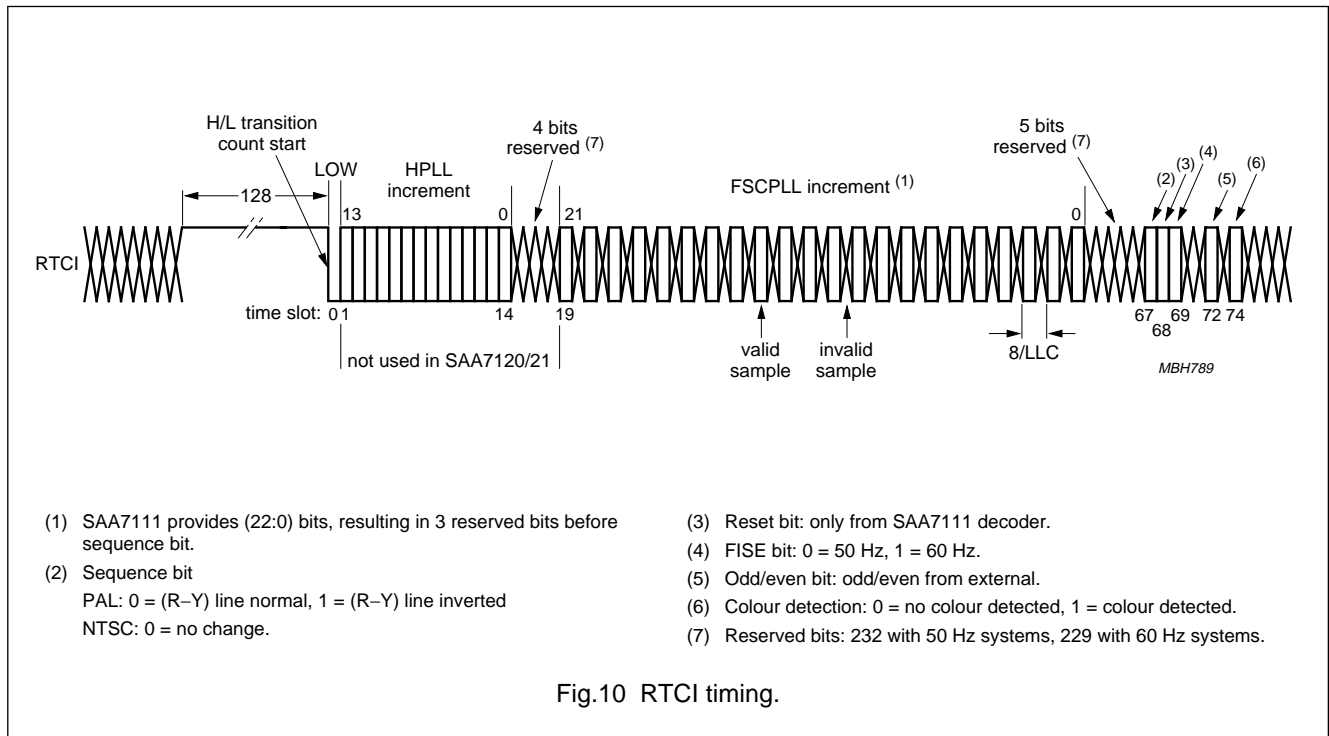 H/L transition
count start
LOW
128
13
HPLL
increment
0
4 bits
reserved (7)
21
FSCPLL increment (1)
0
5 bits
reserved (7)
(2)
(3)
(4)
(5)
(6)
RTCI
time slot:
0 1
14
19
67
68
69
72
74
not used in SAA7120/21
valid
sample
invalid
sample
8/LLC
MBH789
(1) SAA7111 provides (22:0) bits, resulting in 3 reserved bits before
sequence bit.
(2) Sequence bit
PAL: 0 = (R−Y) line normal, 1 = (R−Y) line inverted
NTSC: 0 = no change.
(3) Reset bit: only from SAA7111 decoder.
(4) FISE bit: 0 = 50 Hz, 1 = 60 Hz.
(5) Odd/even bit: odd/even from external.
(6) Colour detection: 0 = no colour detected, 1 = colour detected.
(7) Reserved bits: 232 with 50 Hz systems, 229 with 60 Hz systems.
Fig.10 RTCI timing.